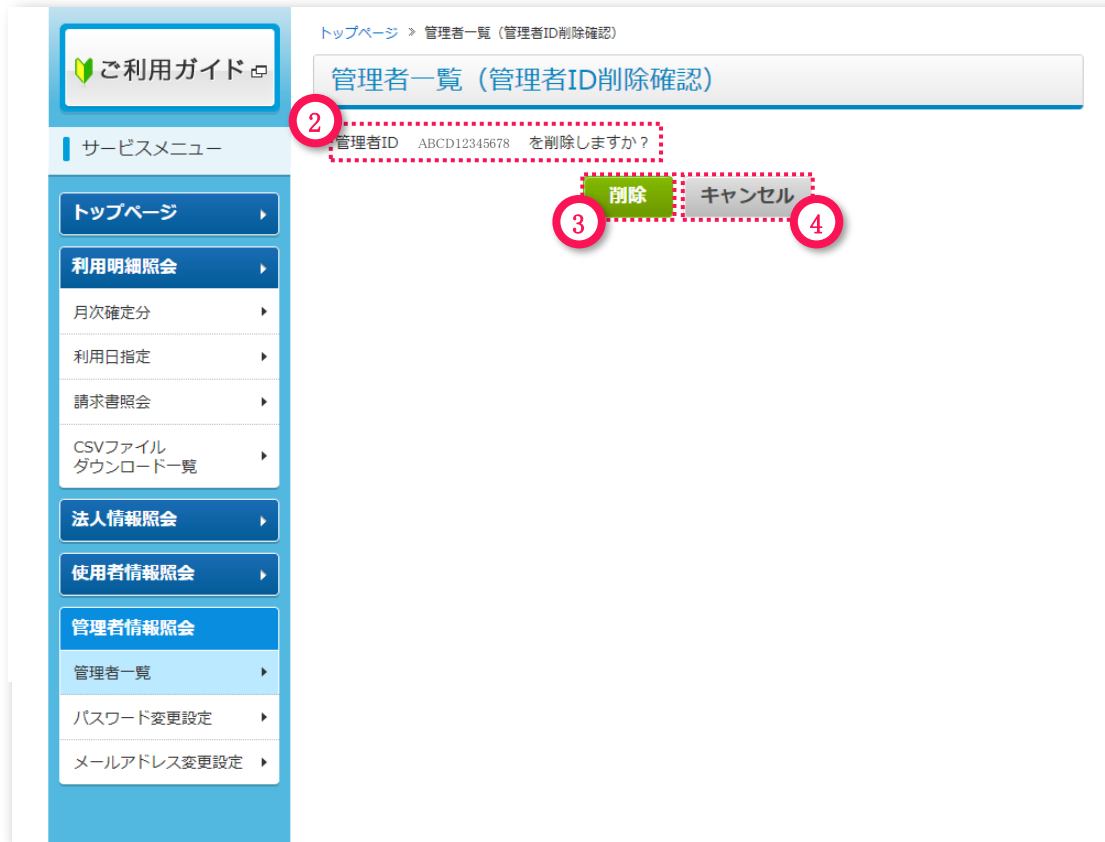 ご利用ガイド
サービスメニュー
トップページ
利用明細照会
月次確定分
利用日指定
請求書照会
CSVファイル
ダウンロード一覧
法人情報照会
使用者情報照会
管理者情報照会
管理者一覧
パスワード変更設定
メールアドレス変更設定
トップページ » 管理者一覧（管理者ID削除確認）
管理者一覧（管理者ID削除確認）
2
管理者ID ABCD12345678 を削除しますか？
削除 キャンセル
3 4